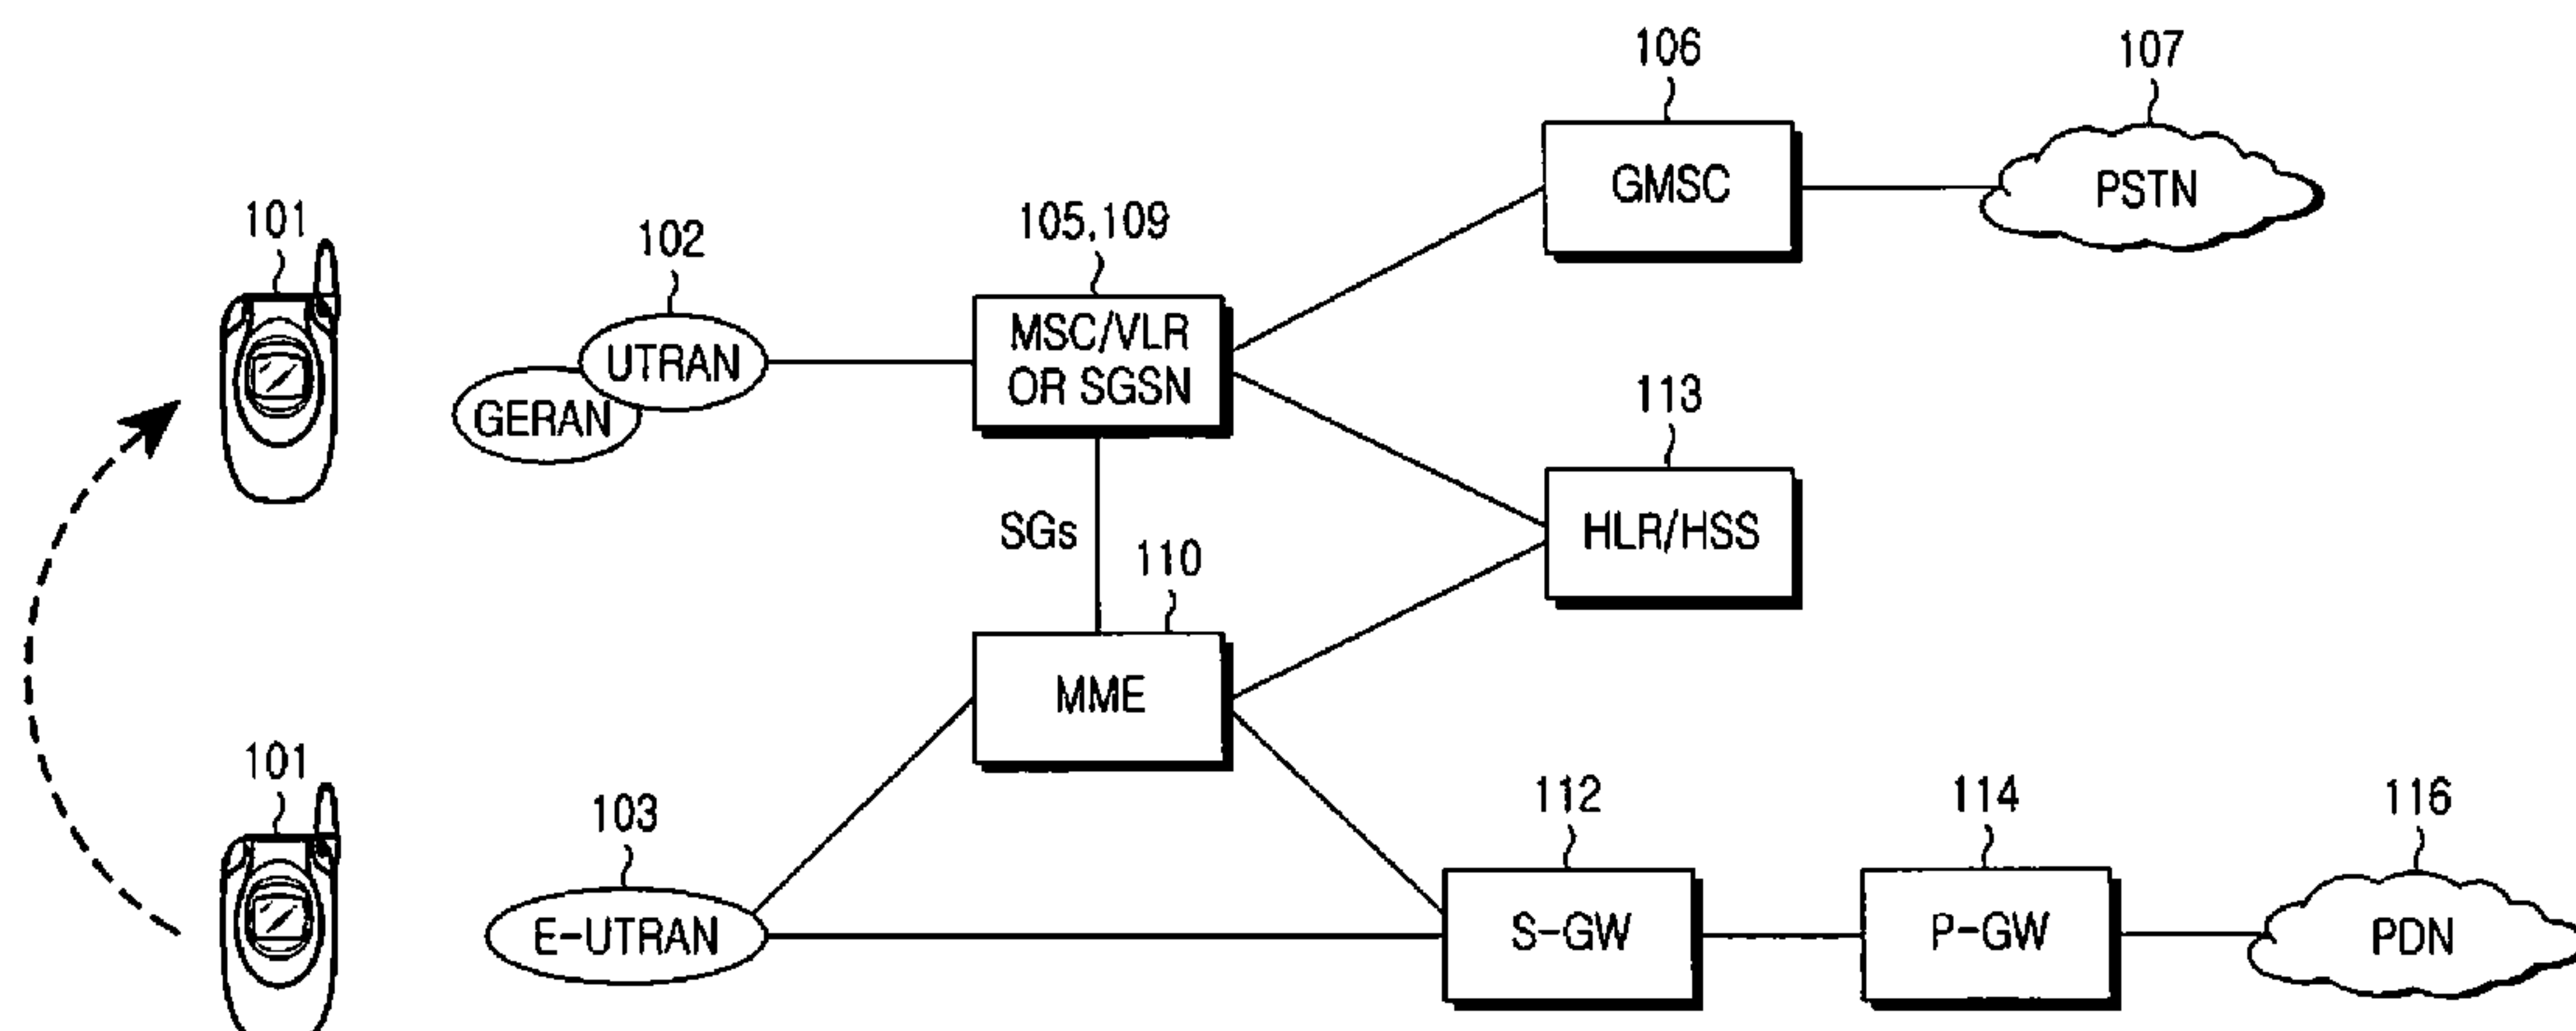 106
107
GMSC
PSTN
101
102
105,109
UTRAN
GERAN
MSC/VLR
OR SGSN
113
HLR/HSS
SGs
110
MME
101
103
E-UTRAN
112
S-GW
114
P-GW
116
PDN